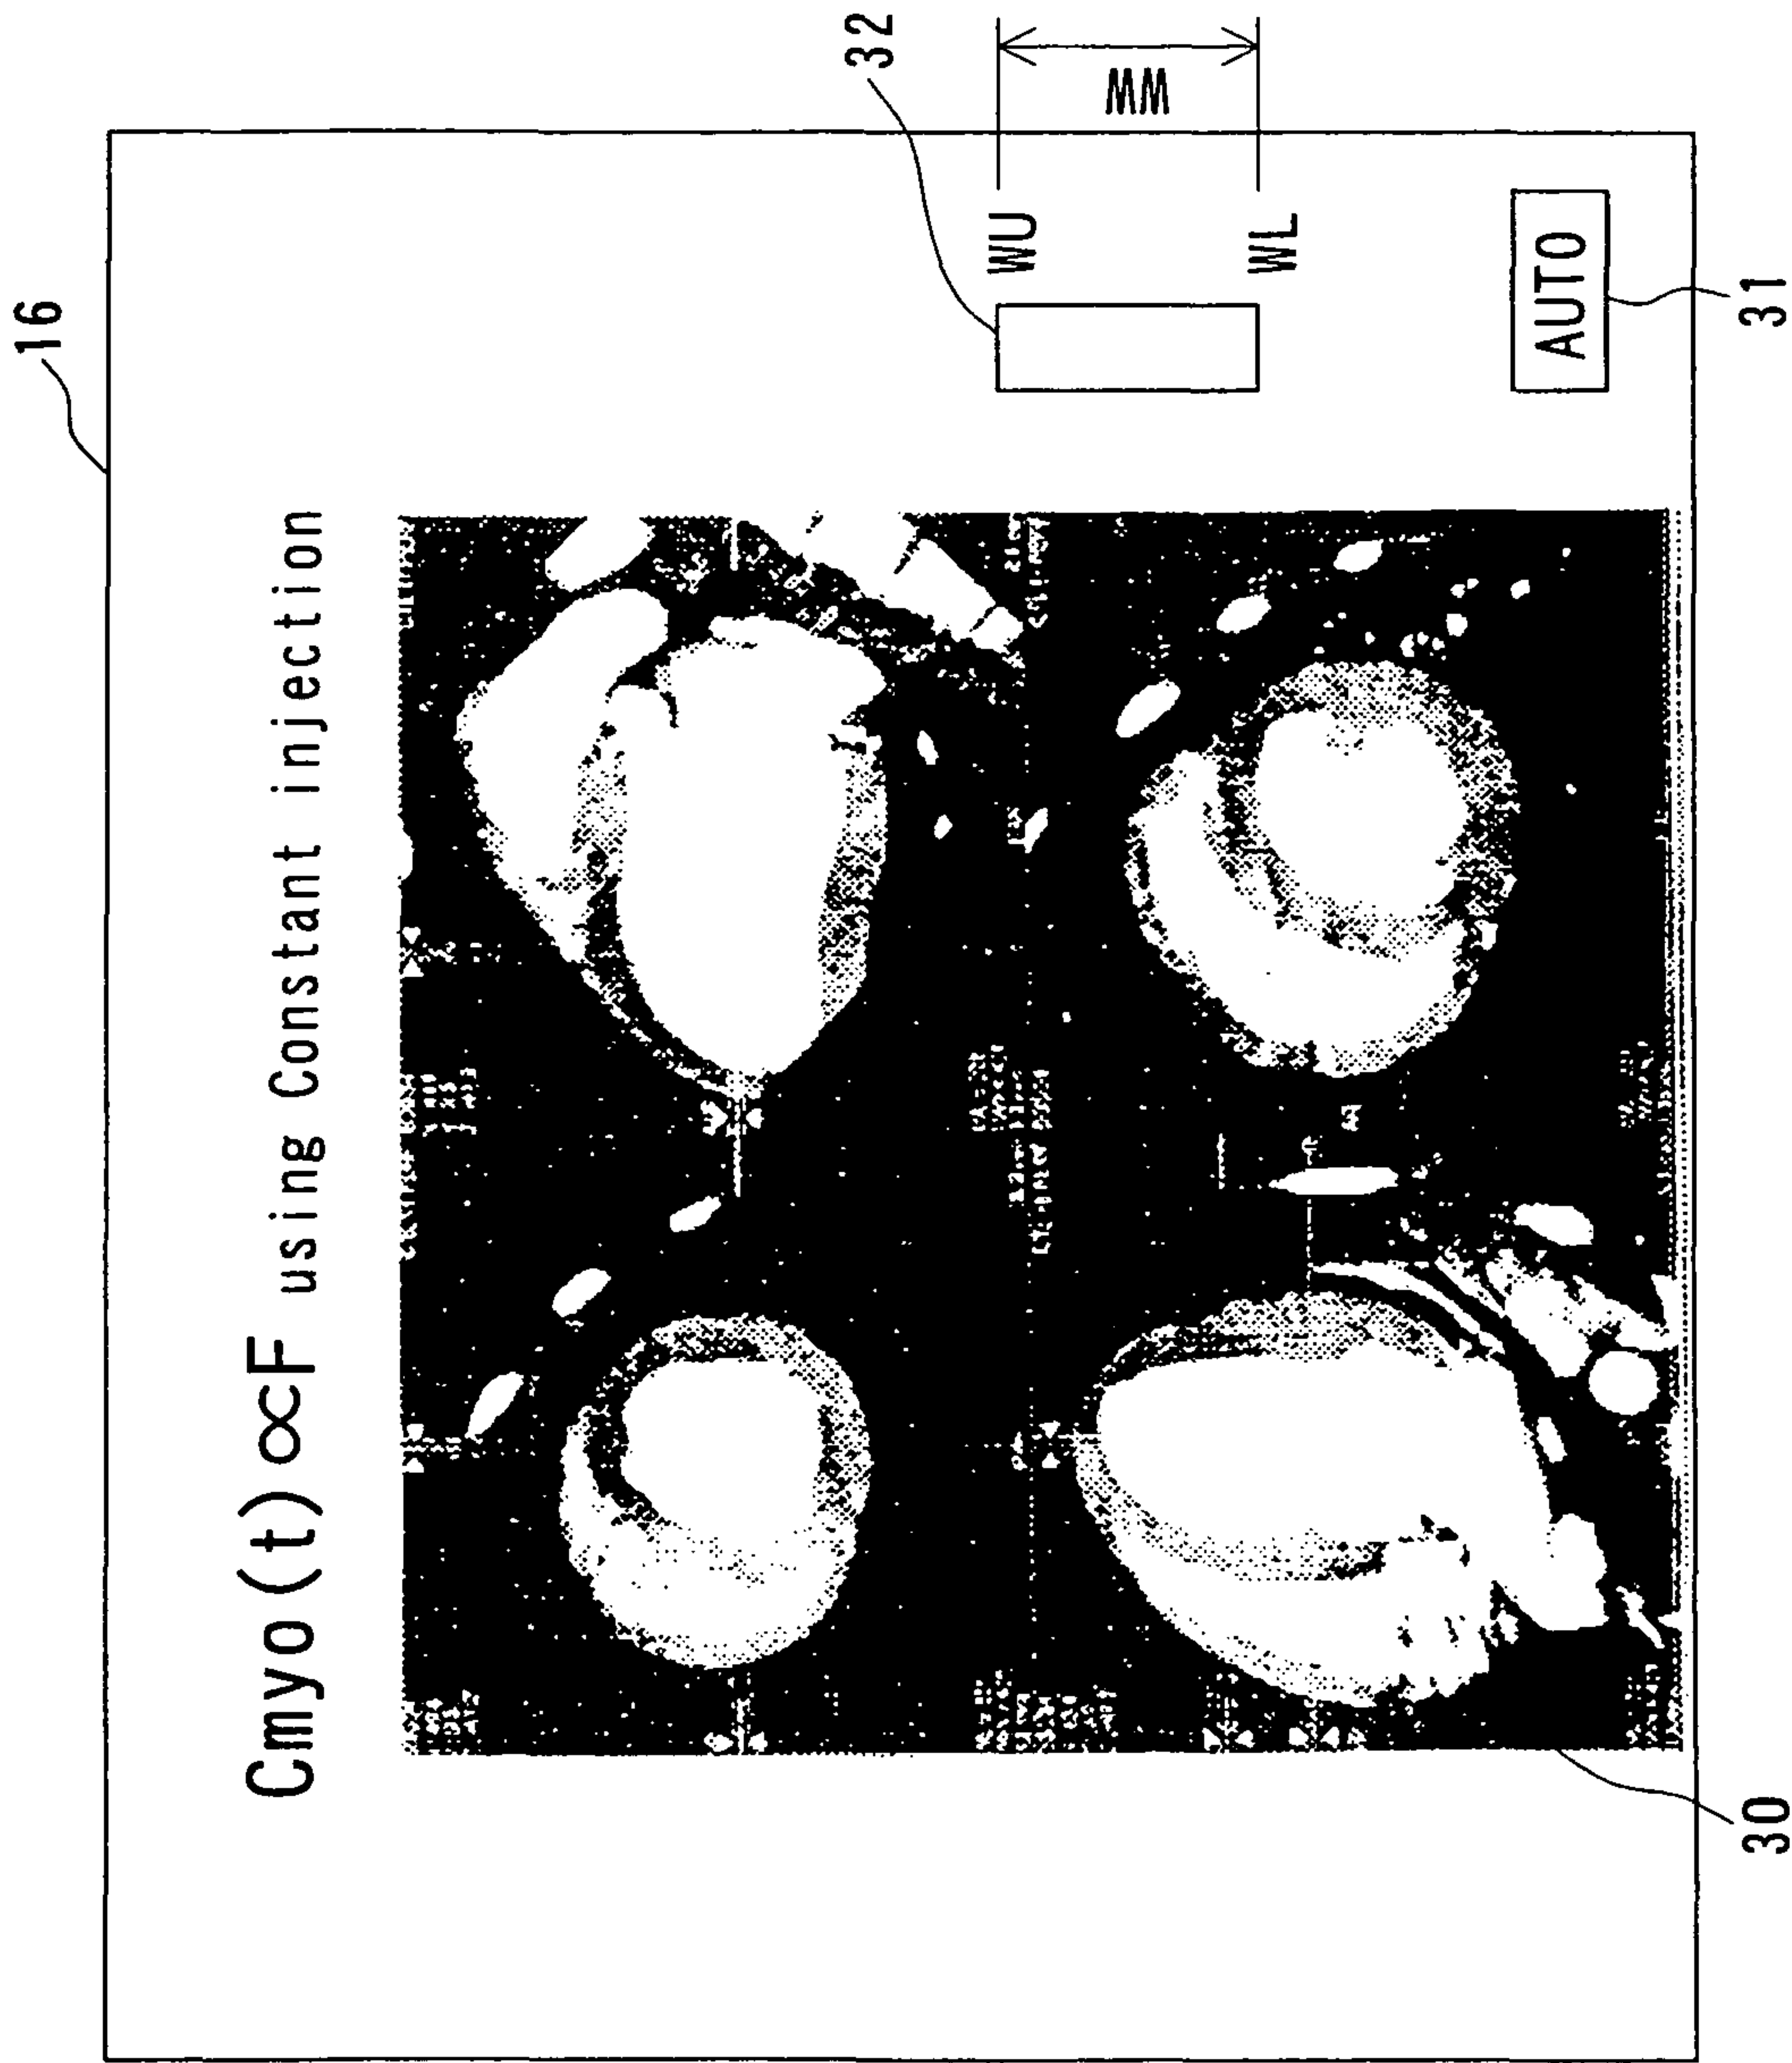 16
Cmyo(t)∝F using Constant injection
32
WU
WW
WL
AUTO
31
30